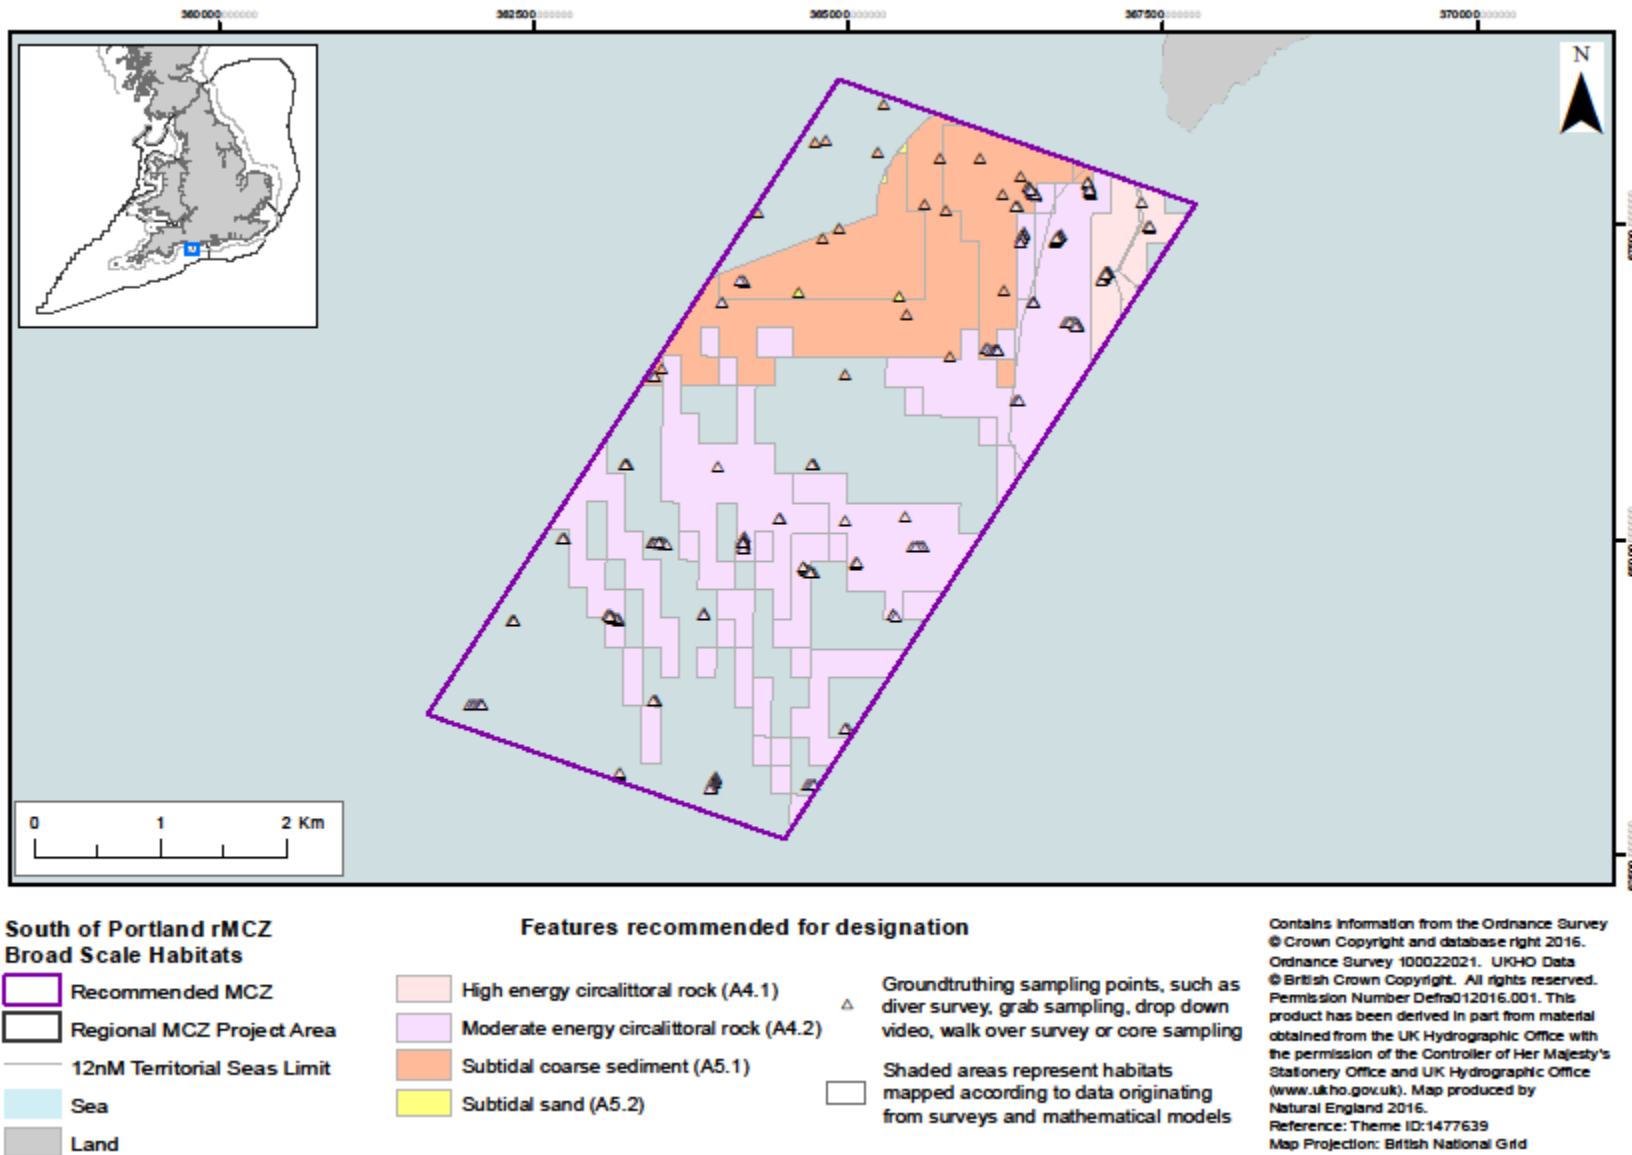 360000000000
362500000000
365000000000
367500000000
370000000000
N
0 1 2 Km
South of Portland rMCZ
Broad Scale Habitats
Recommended MCZ
Regional MCZ Project Area
12nM Territorial Seas Limit
Sea
Land
Features recommended for designation
High energy circalittoral rock (A4.1)
Moderate energy circalittoral rock (A4.2)
Subtidal coarse sediment (A5.1)
Subtidal sand (A5.2)
Groundtruthing sampling points, such as
diver survey, grab sampling, drop down
video, walk over survey or core sampling
Shaded areas represent habitats
mapped according to data originating
from surveys and mathematical models
Contains information from the Ordnance Survey
© Crown Copyright and database right 2016.
Ordnance Survey 100022021. UKHO Data
© British Crown Copyright. All rights reserved.
Permission Number Defra012016.001. This
product has been derived in part from material
obtained from the UK Hydrographic Office with
the permission of the Controller of Her Majesty's
Stationery Office and UK Hydrographic Office
(www.ukho.gov.uk). Map produced by
Natural England 2016.
Reference: Theme ID:1477639
Map Projection: British National Grid